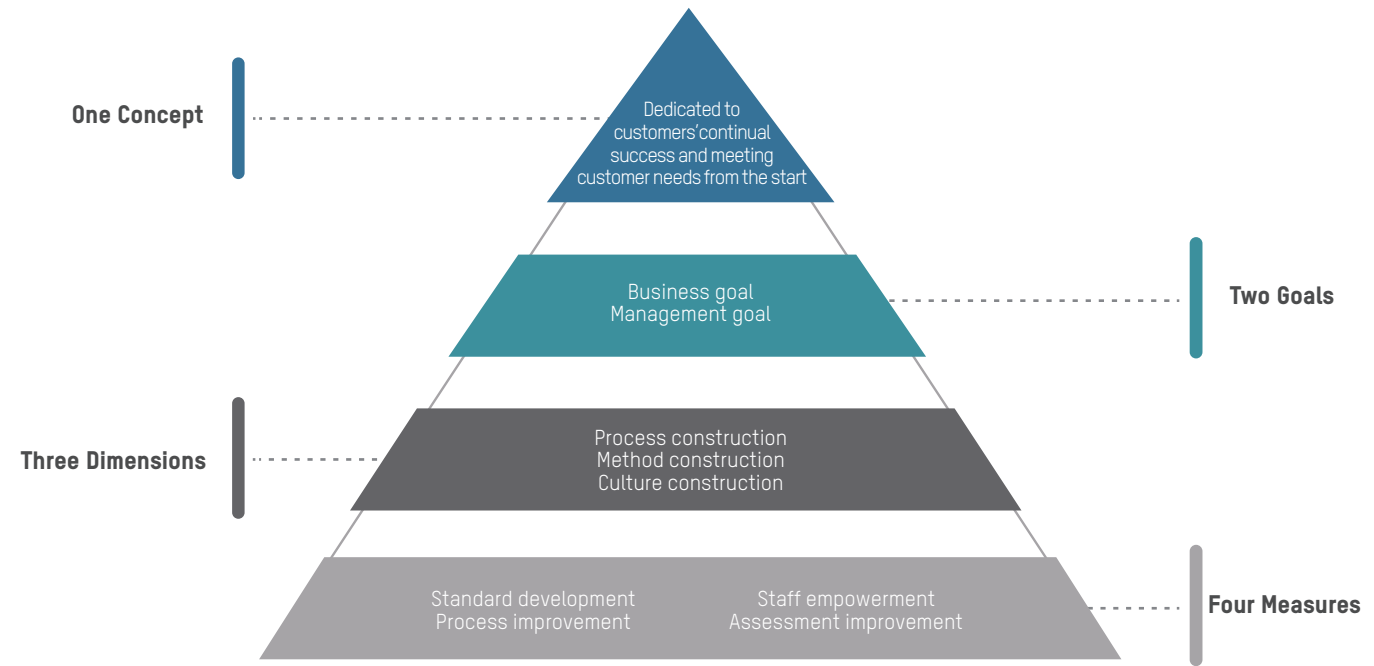 One Concept
Dedicated to
customers'continual
success and meeting
customer needs from the start
Business goal
Management goal
Two Goals
Three Dimensions
Process construction
Method construction
Culture construction
Standard development
Process improvement
Staff empowerment
Assessment improvement
Four Measures